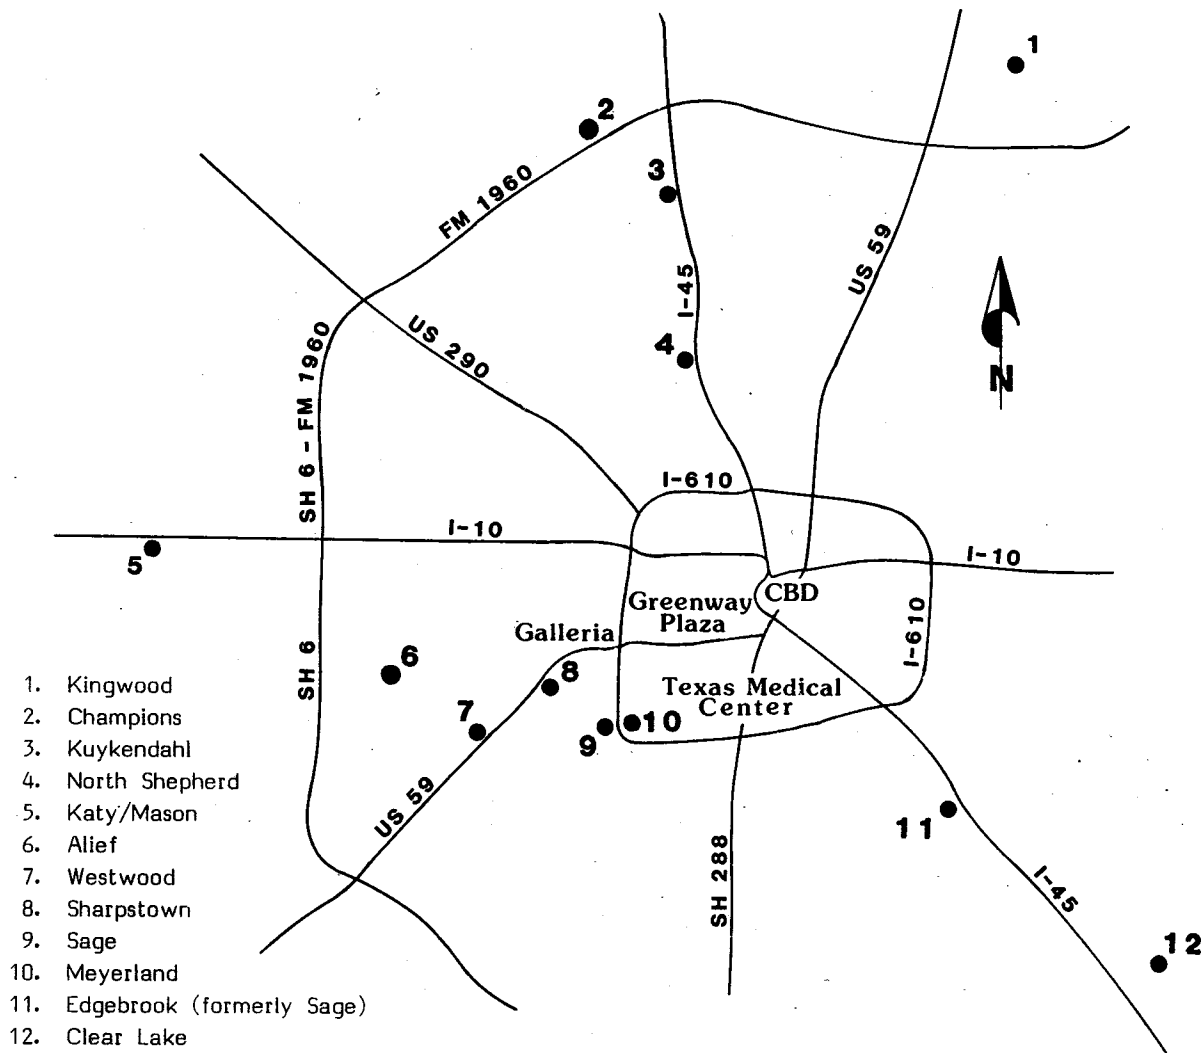 1
2
3
FM 1960
US 59
I-45
US 290
4
N
SH 6 - FM 1960
I-610
I-10
5
I-10
CBD
Greenway
Plaza
Galleria
I-610
6
SH 6
8
Texas Medical
Center
7
9
10
US 59
11
SH 288
I-45
12
1. Kingwood
2. Champions
3. Kuykendahl
4. North Shepherd
5. Katy/Mason
6. Alief
7. Westwood
8. Sharpstown
9. Sage
10. Meyerland
11. Edgebrook (formerly Sage)
12. Clear Lake